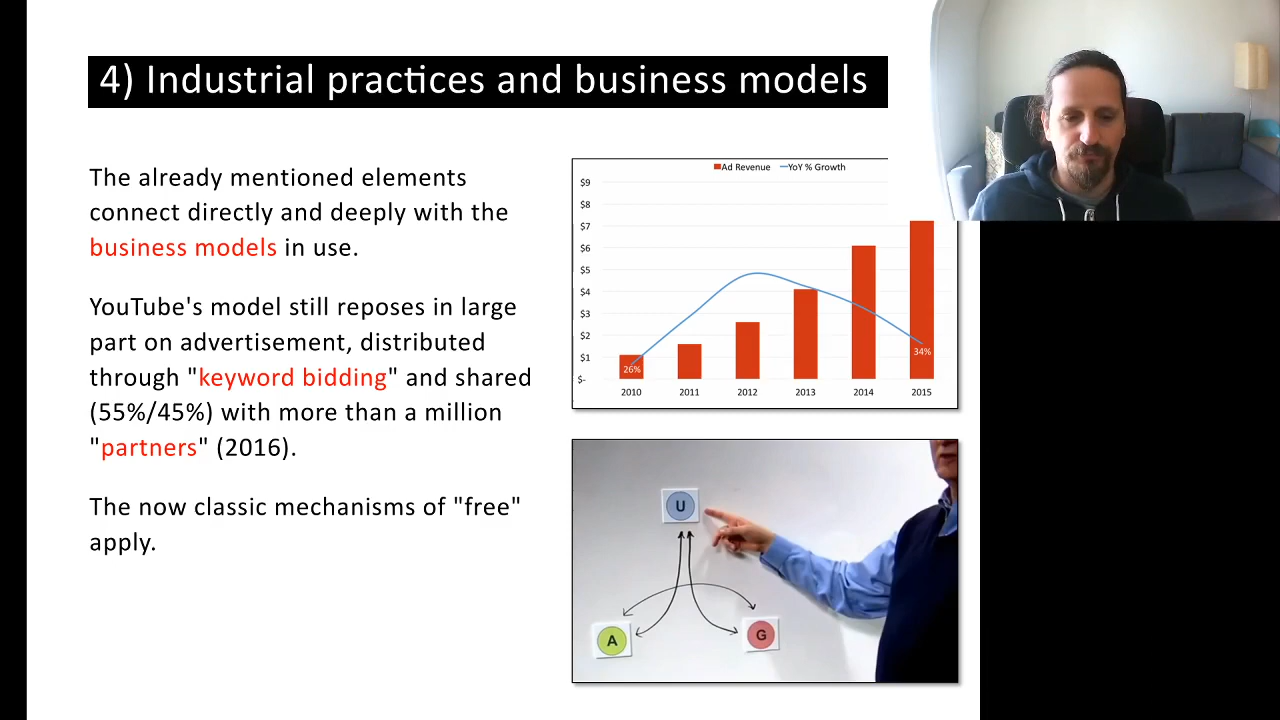 4) Industrial practices and business models
The already mentioned elements
connect directly and deeply with the
business models in use.
YouTube's model still reposes in large
part on advertisement, distributed
through "keyword bidding" and shared
(55%/45%) with more than a million
"partners" (2016).
The now classic mechanisms of "free"
apply.
Ad Revenue YoY % Growth
$9
$8
$7
$6
$5
$4
$3
$2
$1
$-
26%
34%
2010 2011 2012 2013 2014 2015
U
A G